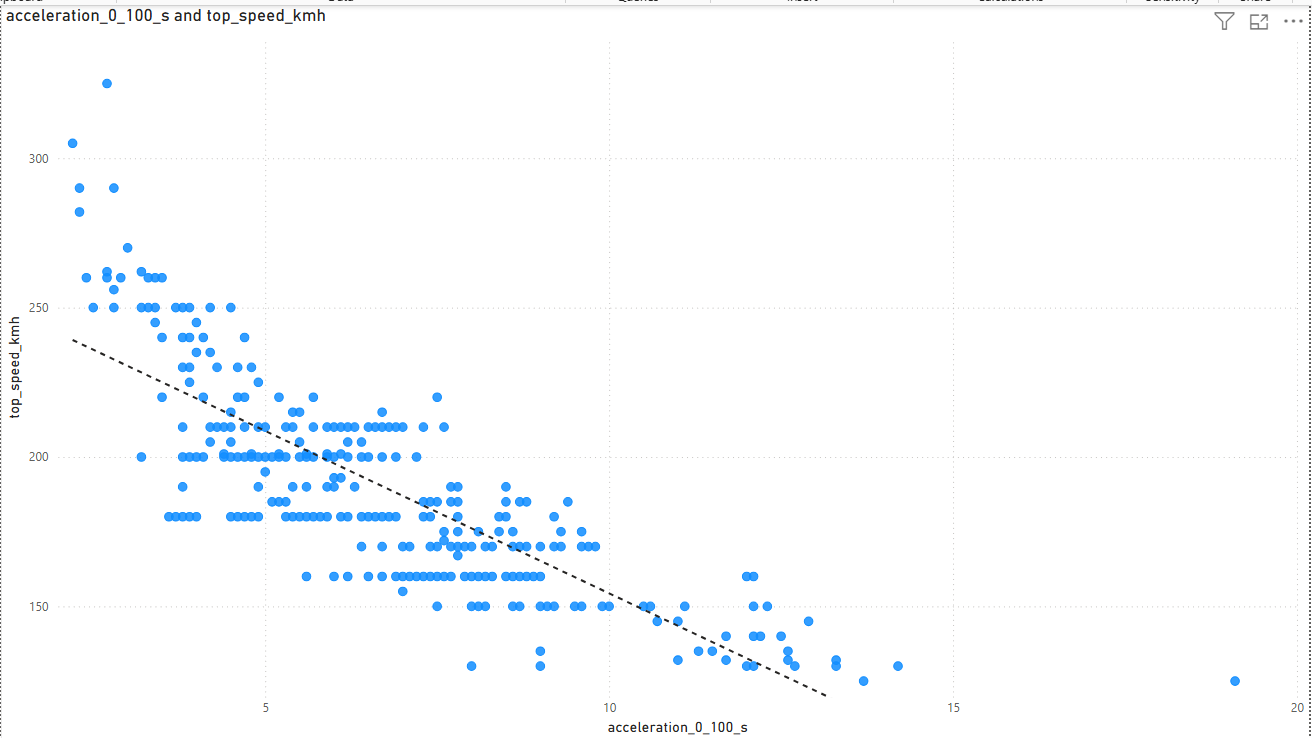 acceleration_0_100_s and top_speed_kmh
300
250
200
150
top_speed_kmh
5
10
15
20
acceleration_0_100_s